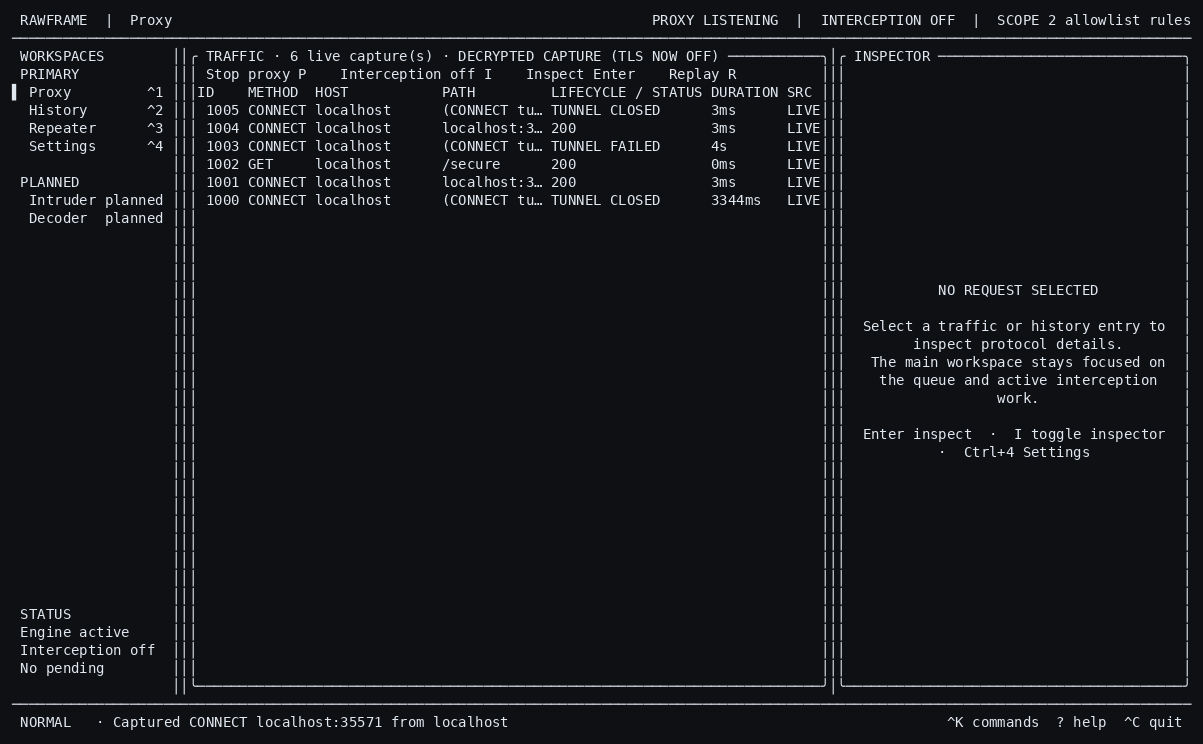 RAWFRAME | Proxy PROXY LISTENING | INTERCEPTION OFF | SCOPE 2 allowlist rules
WORKSPACES
PRIMARY
Proxy ^1
History ^2
Repeater ^3
Settings ^4
PLANNED
Intruder planned
Decoder planned
STATUS
Engine active
Interception off
No pending
TRAFFIC · 6 live capture(s) · DECRYPTED CAPTURE (TLS NOW OFF)
Stop proxy P Interception off I Inspect Enter Replay R
ID METHOD HOST PATH LIFECYCLE / STATUS DURATION SRC
1005 CONNECT localhost (CONNECT tu… TUNNEL CLOSED 3ms LIVE
1004 CONNECT localhost localhost:3… 200 3ms LIVE
1003 CONNECT localhost (CONNECT tu… TUNNEL FAILED 4s LIVE
1002 GET localhost /secure 200 0ms LIVE
1001 CONNECT localhost localhost:3… 200 3ms LIVE
1000 CONNECT localhost (CONNECT tu… TUNNEL CLOSED 3344ms LIVE
INSPECTOR
NO REQUEST SELECTED
Select a traffic or history entry to
inspect protocol details.
The main workspace stays focused on
the queue and active interception
work.
Enter inspect · I toggle inspector
· Ctrl+4 Settings
NORMAL · Captured CONNECT localhost:35571 from localhost ^K commands ? help ^C quit